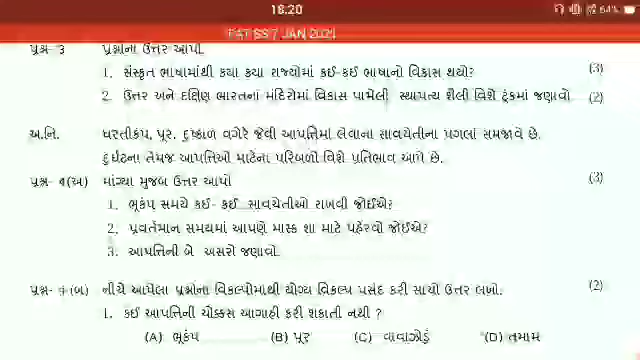 18.20
64%
PAT SS 7 JAN 2021
પ્રશ્ન- 3 પ્રશ્નોના ઉત્તર આપો.
1. સંસ્કૃત ભાષામાંથી કયા કયા રાજ્યોમાં કઈ-કઈ ભાષાનો વિકાસ થયો? (3)
2. ઉત્તર અને દક્ષિણ ભારતનાં મંદિરોમાં વિકાસ પામેલી સ્થાપત્ય શૈલી વિશે ટૂંકમાં જણાવો (2)
અ.નિ. ધરતીકંપ, પૂર, દુષ્કાળ વગેરે જેવી આપત્તિમાં લેવાના સાવચેતીના પગલાં સમજાવે છે.
દુર્ઘટના તેમજ આપત્તિઓ માટેના પરિબળો વિશે પ્રતિભાવ આપે છે.
પ્રશ્ન- 4(અ) માંગ્યા મુજબ ઉત્તર આપો (3)
1. ભૂકંપ સમયે કઈ- કઈ સાવચેતીઓ રાખવી જોઈએ?
2. પ્રવર્તમાન સમયમાં આપણે માસ્ક શા માટે પહેરવો જોઈએ?
3. આપત્તિની બે અસરો જણાવો.
પ્રશ્ન- 4(બ) નીચે આપેલા પ્રશ્નોના વિકલ્પોમાંથી યોગ્ય વિકલ્પ પસંદ કરી સાચો ઉત્તર લખો. (2)
1. કઈ આપત્તિની ચોક્કસ આગાહી કરી શકાતી નથી ?
(A) ભૂકંપ (B) પૂર (C) વાવાઝોડું (D) તમામ